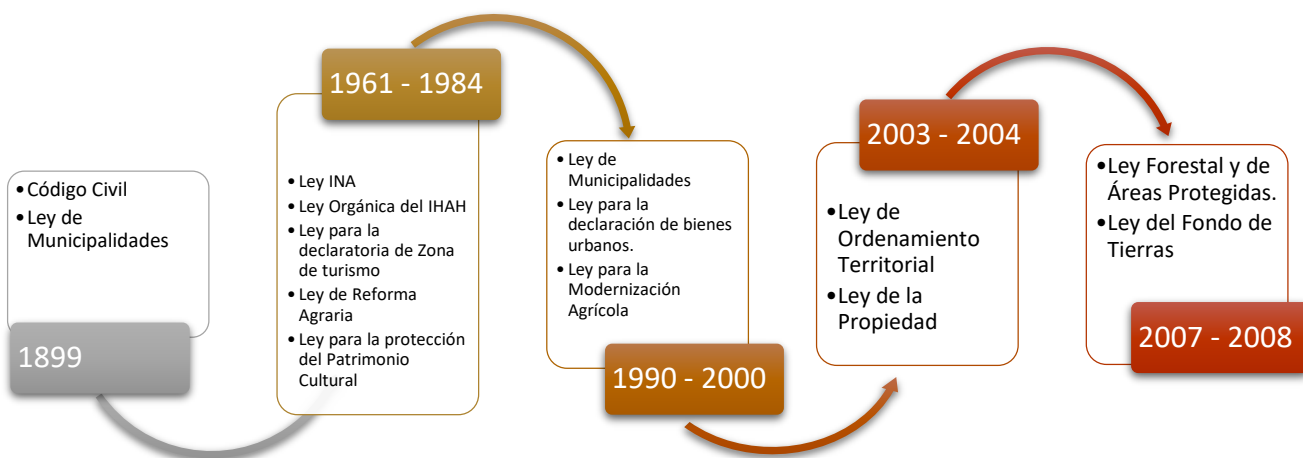 1899
• Código Civil
• Ley de
Municipalidades
1961 - 1984
• Ley INA
• Ley Orgánica del IHAH
• Ley para la
declaratoria de Zona
de turismo
• Ley de Reforma
Agraria
• Ley para la protección
del Patrimonio
Cultural
• Ley de
Municipalidades
• Ley para la
declaración de bienes
urbanos.
• Ley para la
Modernización
Agrícola
1990 - 2000
2003 - 2004
• Ley de
Ordenamiento
Territorial
• Ley de la
Propiedad
• Ley Forestal y de
Áreas Protegidas.
• Ley del Fondo de
Tierras
2007 - 2008